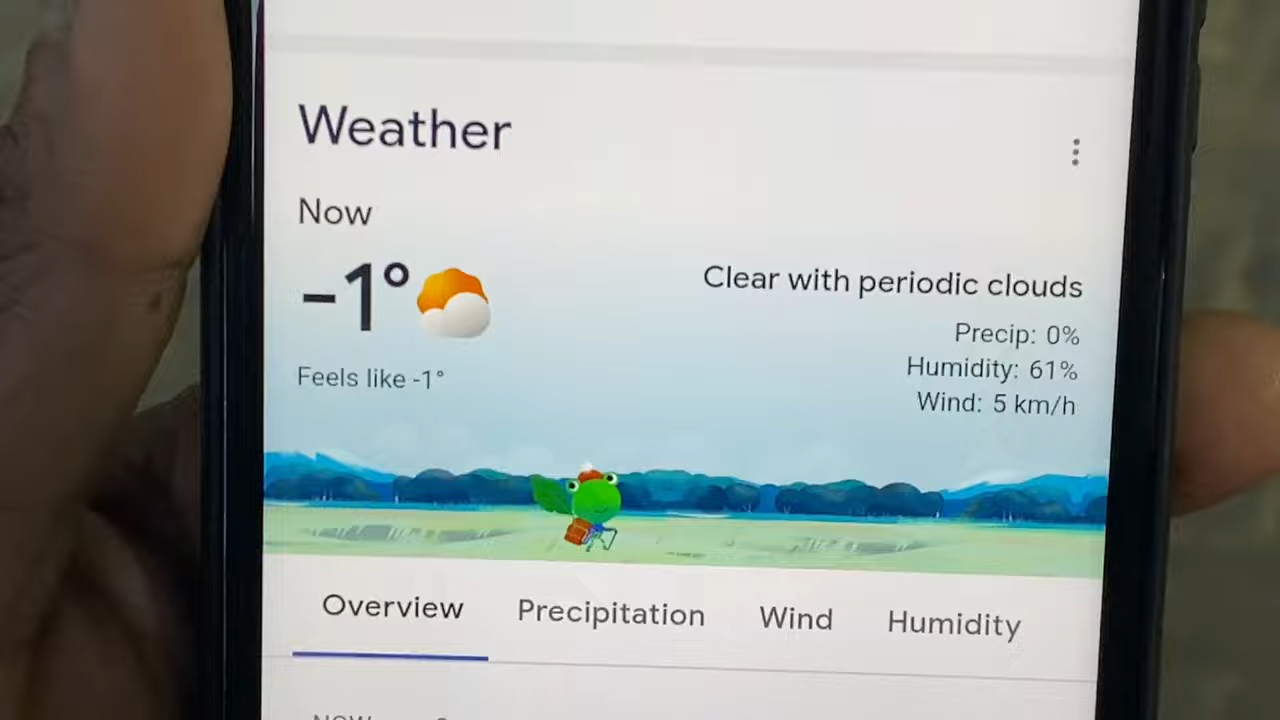 Weather
Now
-1°
Feels like -1°
Clear with periodic clouds
Precip: 0%
Humidity: 61%
Wind: 5 km/h
Overview Precipitation Wind Humidity